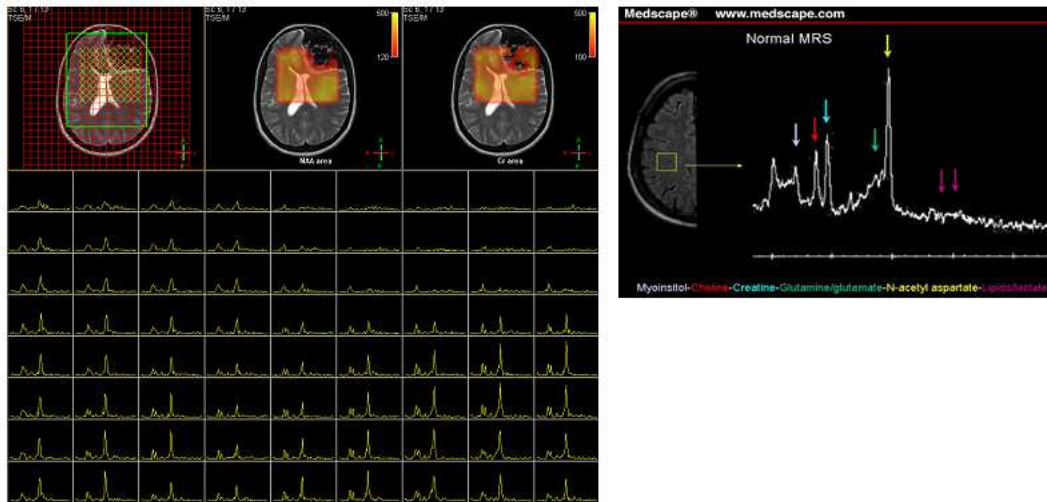 TSE/M
TSE/M
500
120
TSE/M
500
100
NAA area
Cr area
Medscape® www.medscape.com
Normal MRS
Myoinsitol-Choline-Creatine-Glutamine/glutamate-N-acetyl aspartate-Lipids/lactate